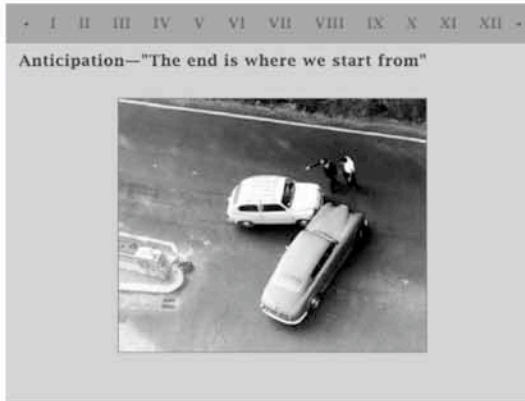 • I II III IV V VI VII VIII IX X XI XII •
Anticipation—"The end is where we start from"